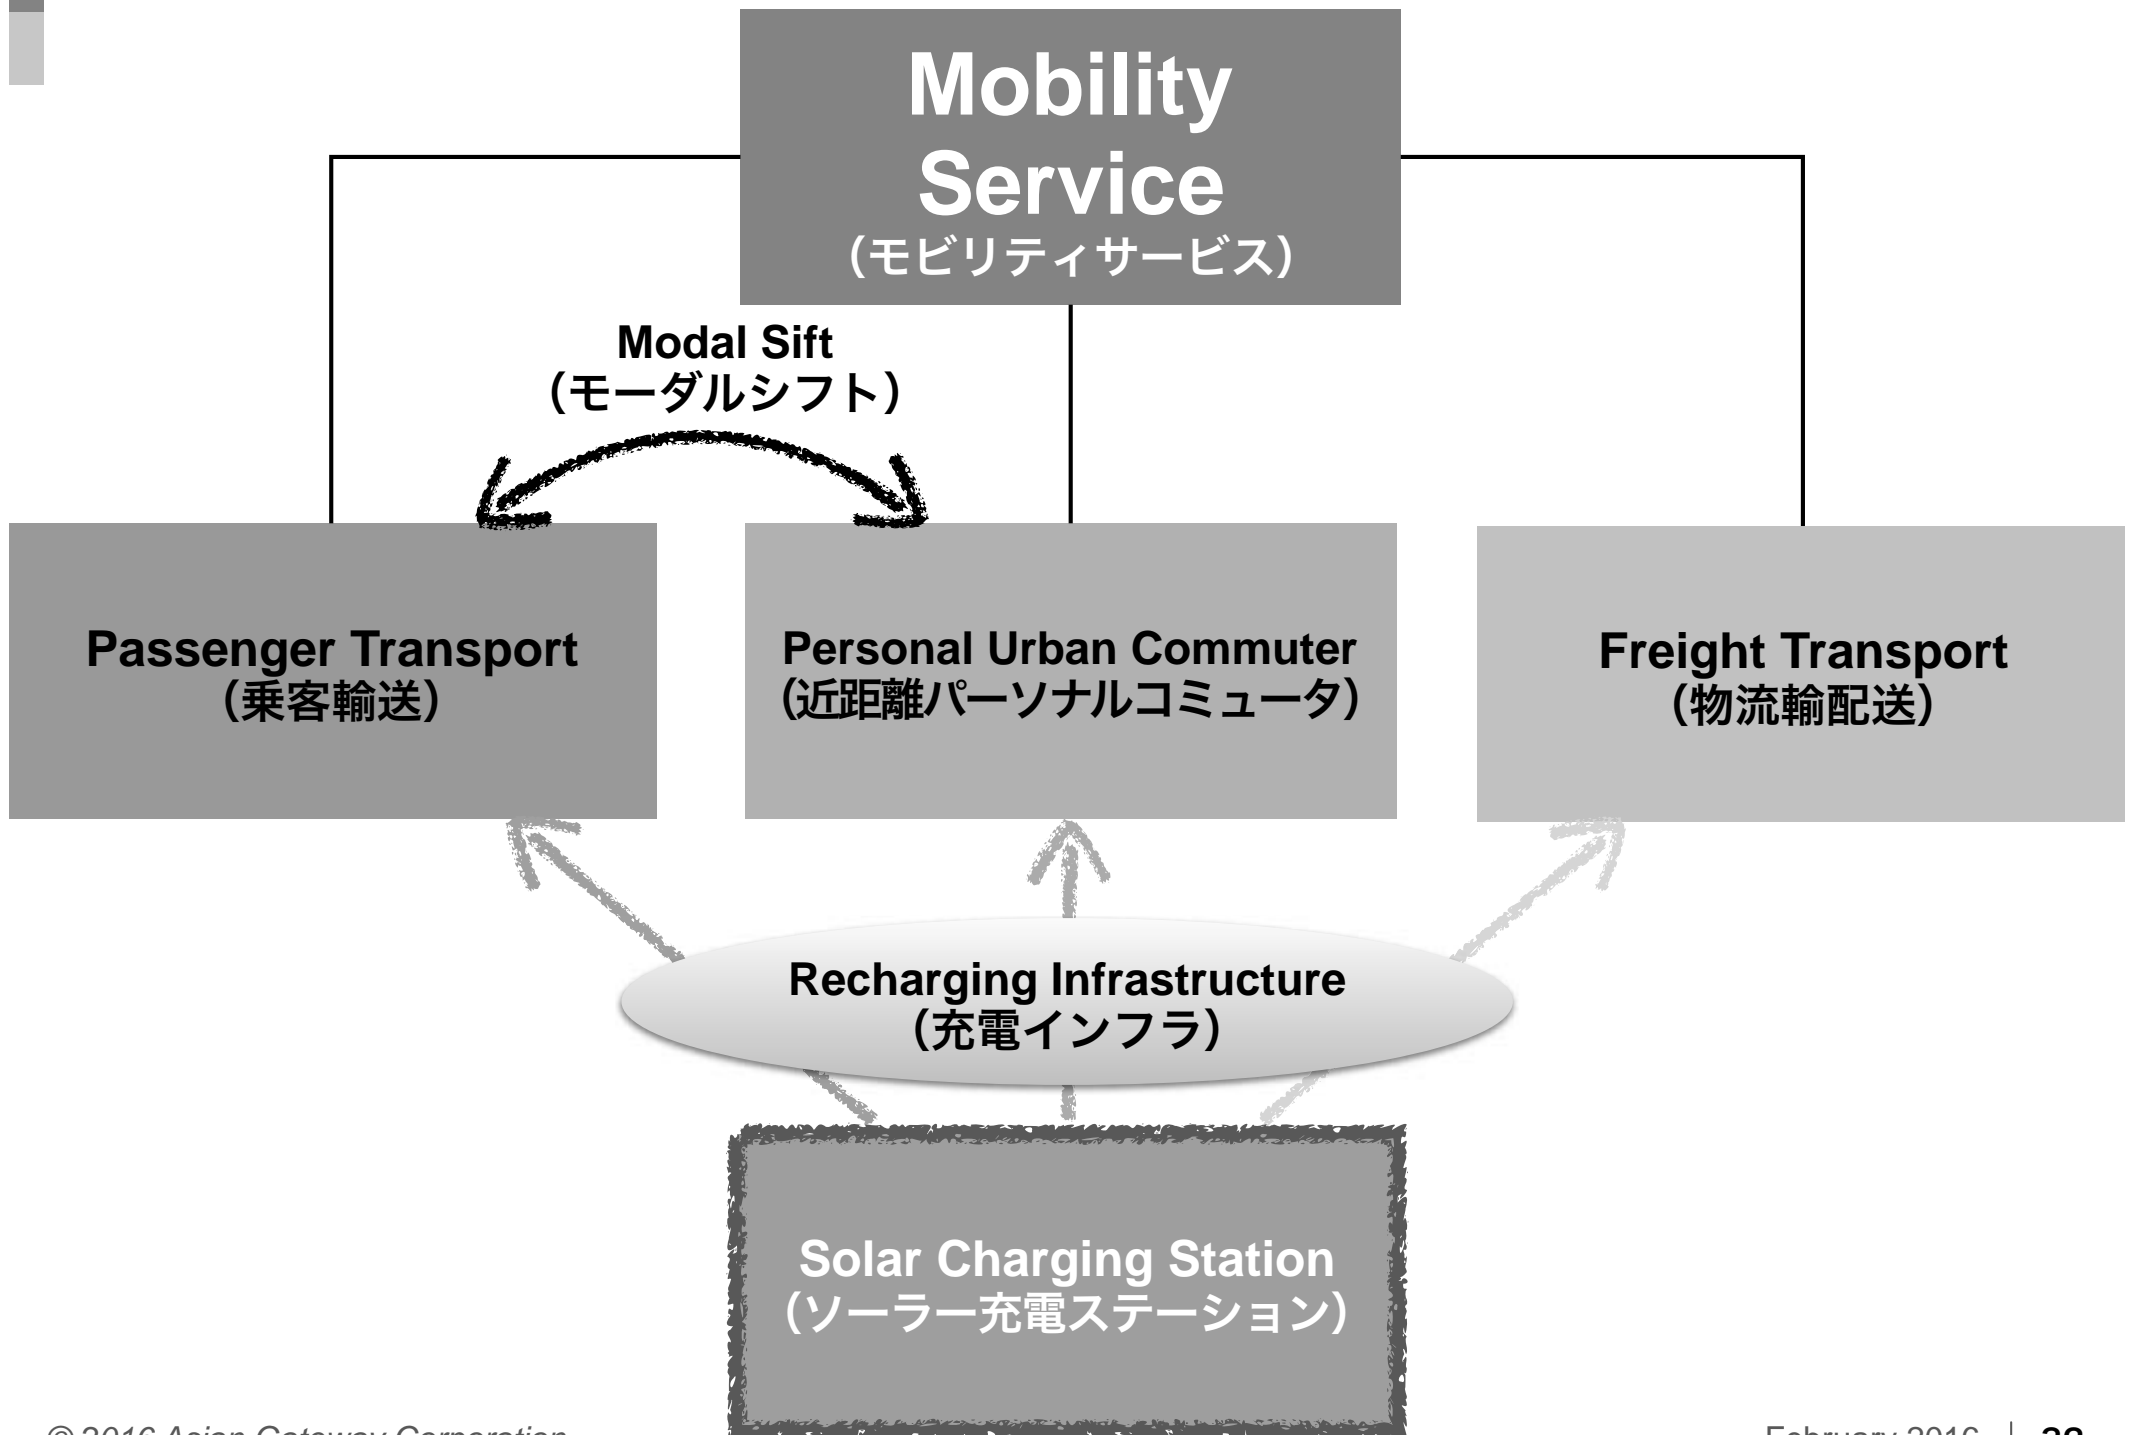 Mobility
Service
（モビリティサービス）
Modal Sift
（モーダルシフト）
Passenger Transport
（乗客輸送）
Personal Urban Commuter
（近距離パーソナルコミュータ）
Freight Transport
（物流輸配送）
Recharging Infrastructure
（充電インフラ）
Solar Charging Station
（ソーラー充電ステーション）
© 2016 Asian Gateway Corporation
February 2016